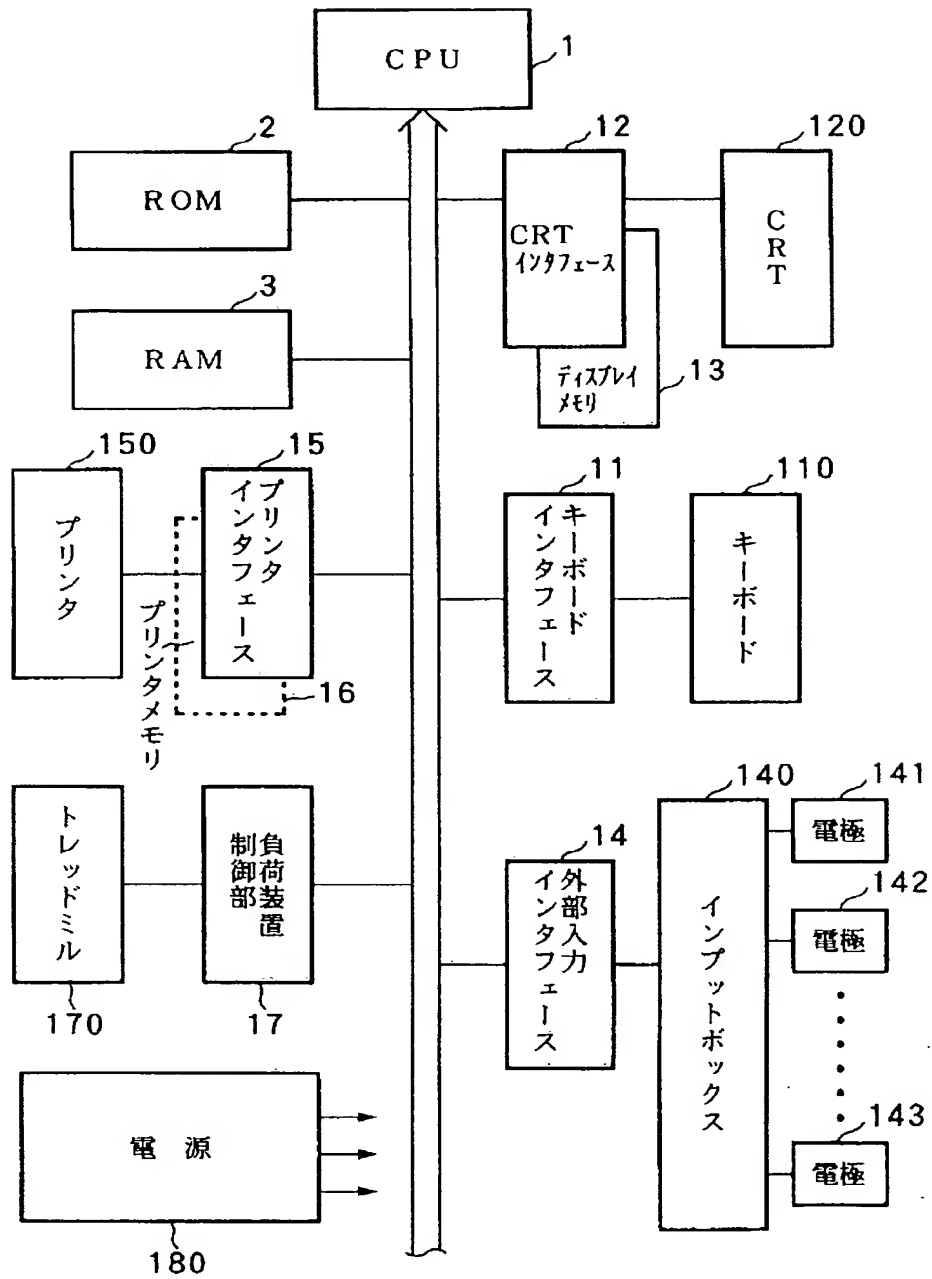 CPU
1
2
ROM
3
RAM
12
CRT
インタフェース
120
CRT
ディスプレイ
メモリ
13
150
プリンタ
15
プリンタ
インタフェース
プリンタメモリ
16
11
キーボード
インタフェース
110
キーボード
トレッドミル
170
負荷装置
制御部
17
14
外部入力
インタフェース
140
インプットボックス
141
電極
142
電極
143
電極
電源
180